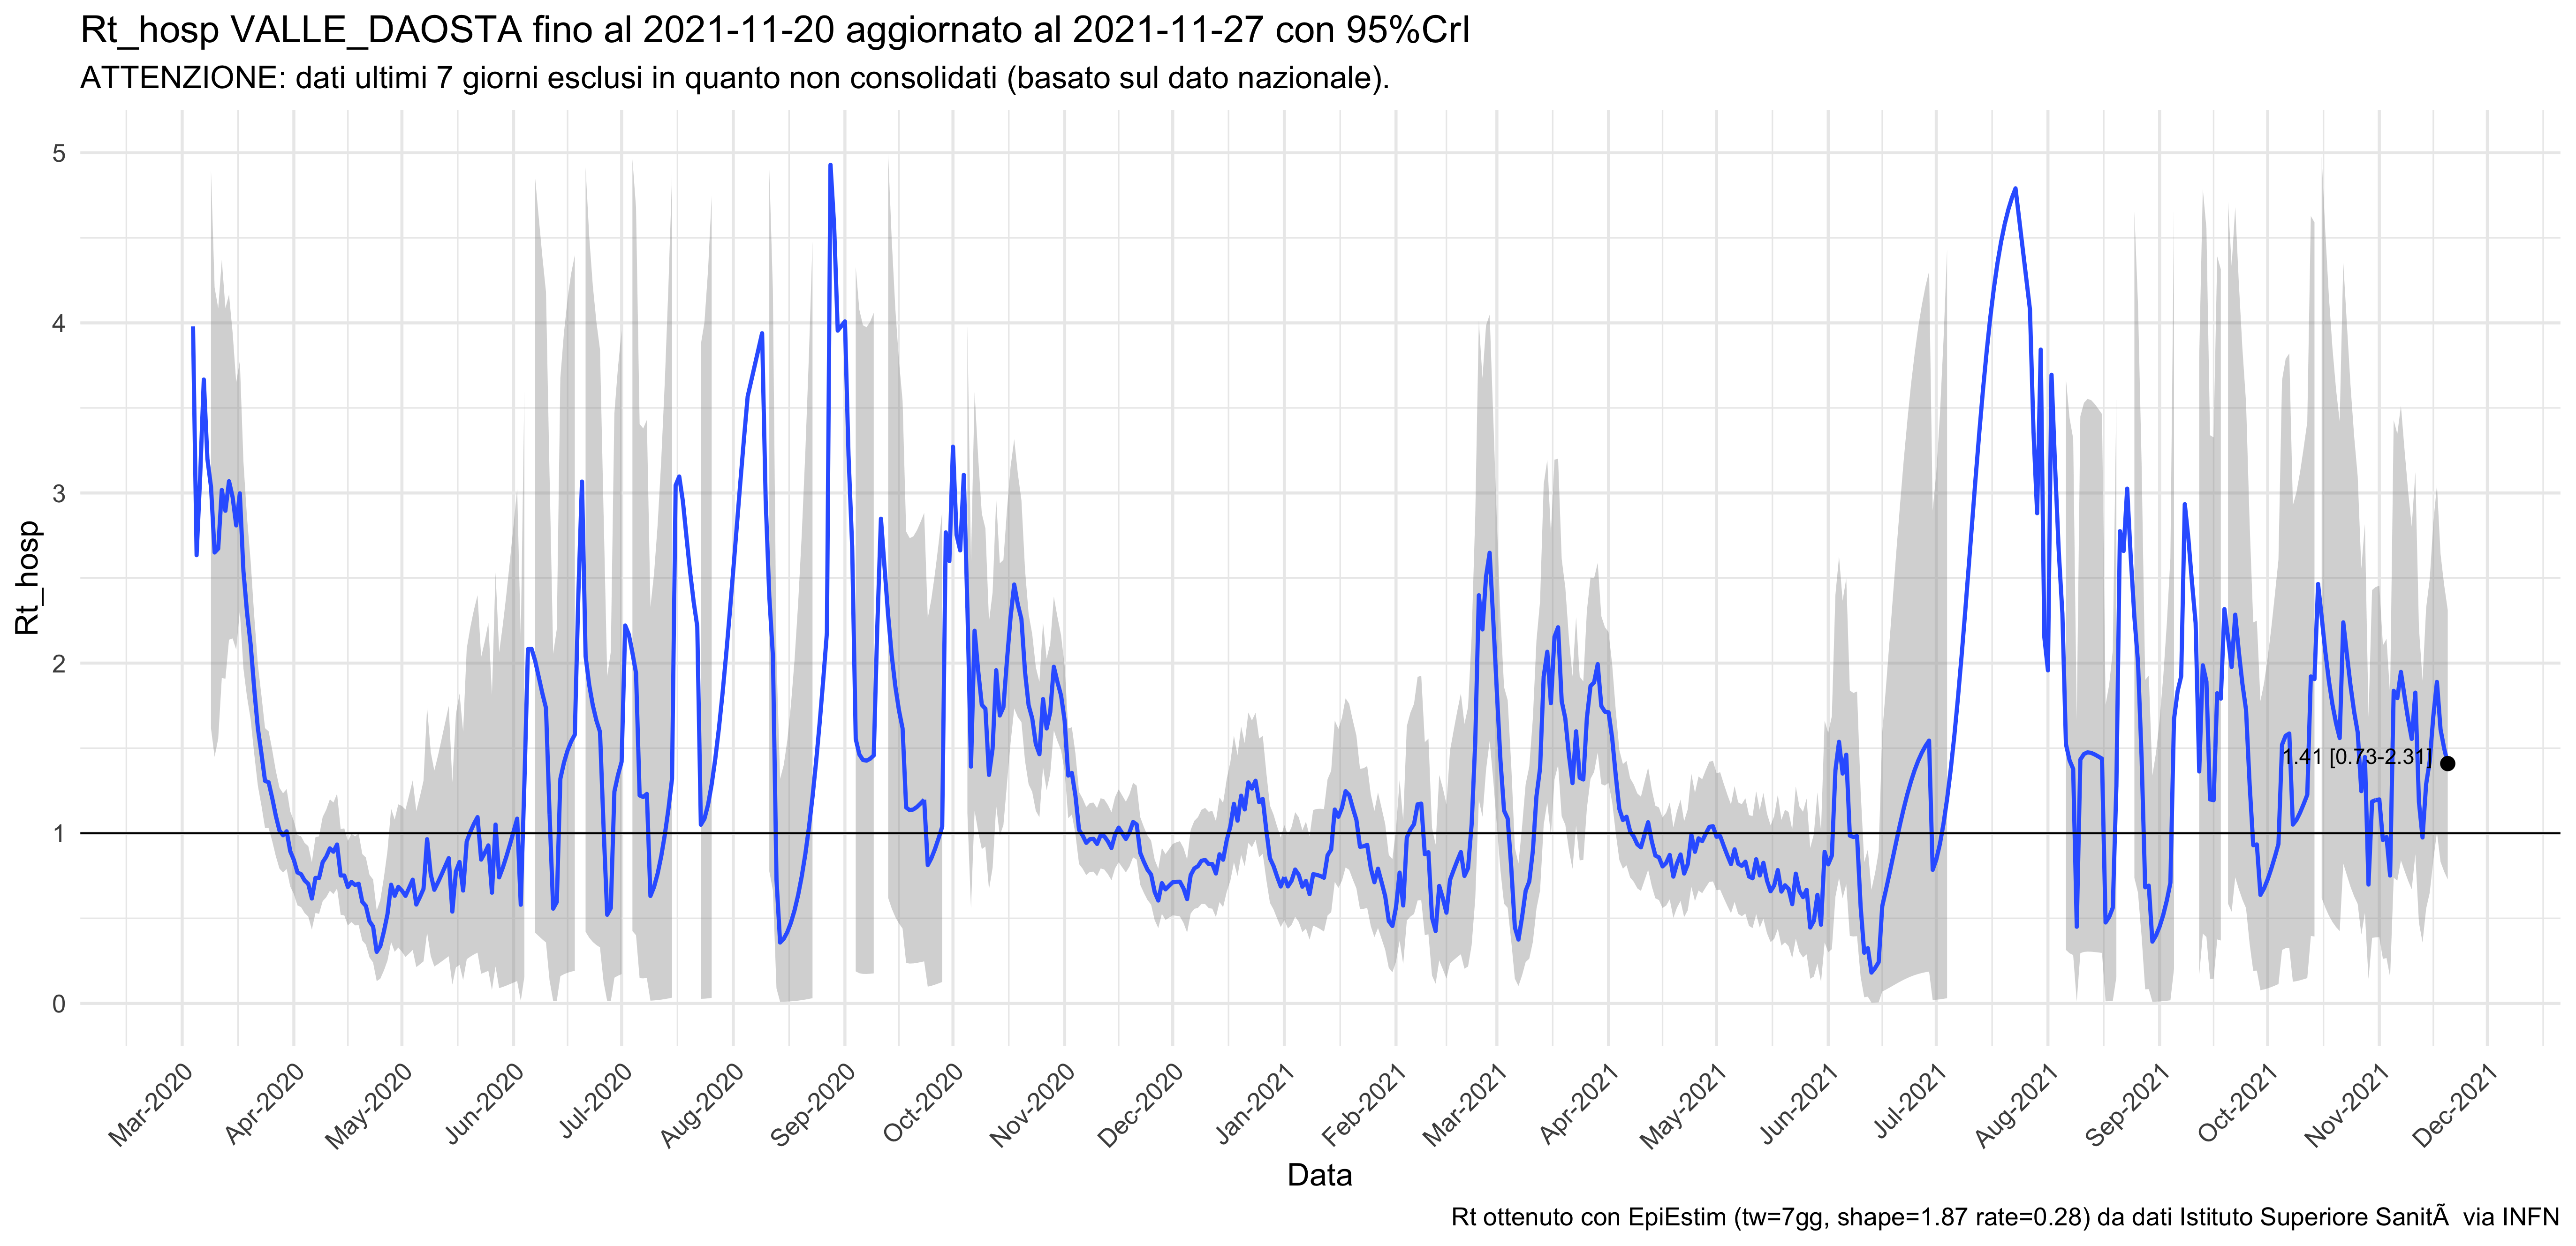 Rt_hosp VALLE_DAOSTA fino al 2021-11-20 aggiornato al 2021-11-27 con 95%CrI
ATTENZIONE: dati ultimi 7 giorni esclusi in quanto non consolidati (basato sul dato nazionale).
5
4
3
2
1
0
Rt_hosp
1.41 [0.73-2.31]
Mar-2020
Apr-2020
May-2020
Jun-2020
Jul-2020
Aug-2020
Sep-2020
Oct-2020
Nov-2020
Dec-2020
Jan-2021
Feb-2021
Mar-2021
Apr-2021
May-2021
Jun-2021
Jul-2021
Aug-2021
Sep-2021
Oct-2021
Nov-2021
Dec-2021
Data
Rt ottenuto con EpiEstim (tw=7gg, shape=1.87 rate=0.28) da dati Istituto Superiore SanitÃ  via INFN